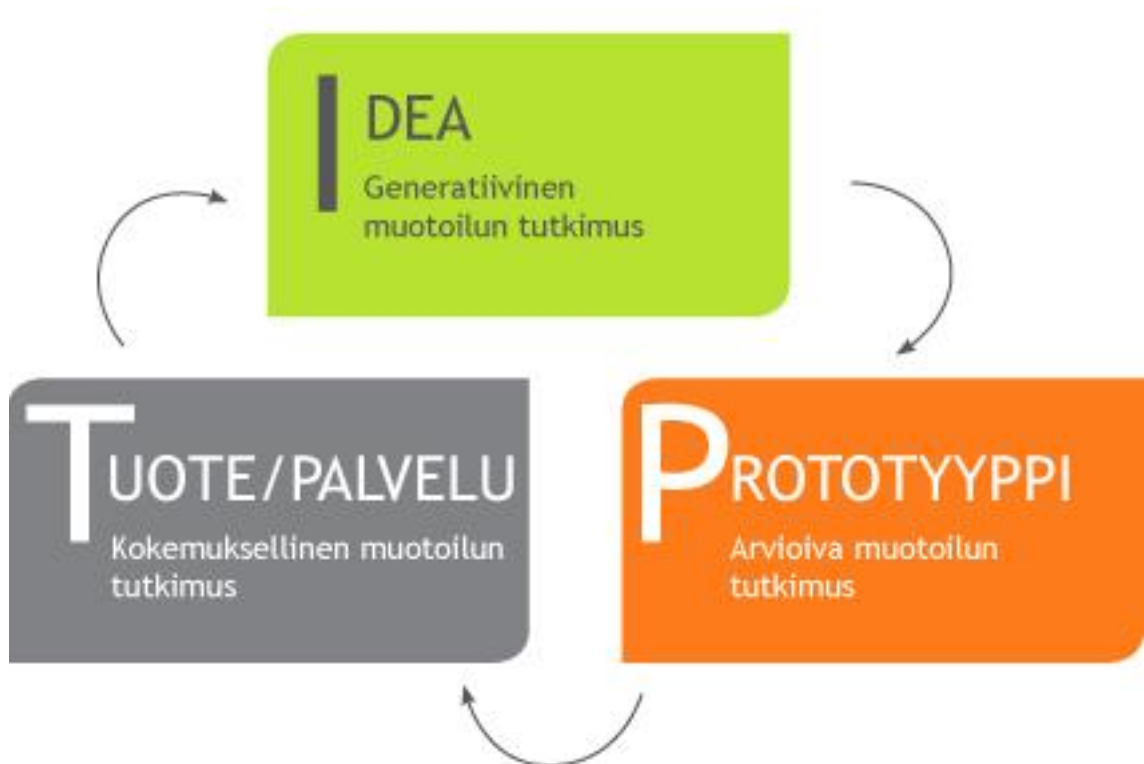 IDEA
Generatiivinen
muotoilun tutkimus
TUOTE/PALVELU
Kokemuksellinen muotoilun
tutkimus
PROTOTYYPPI
Arvioiva muotoilun
tutkimus